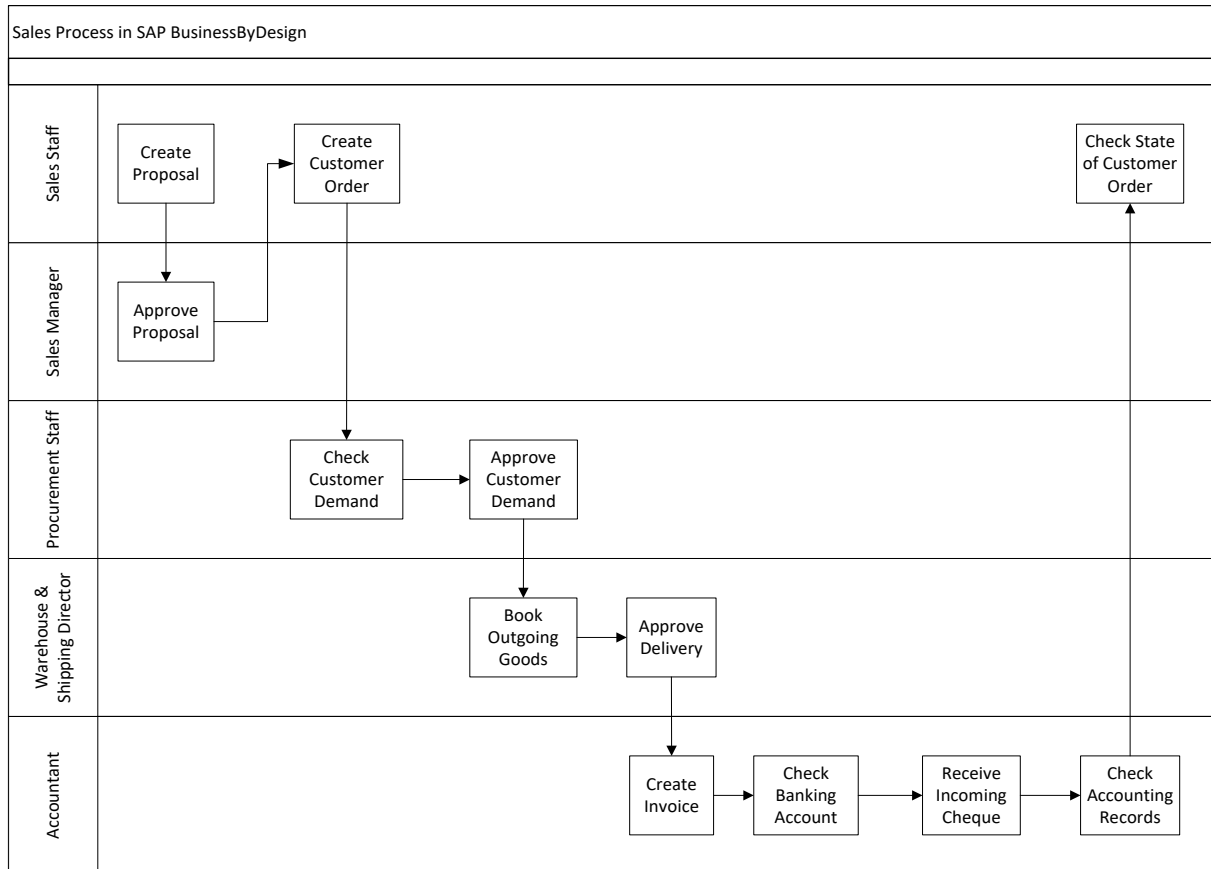 Sales Process in SAP BusinessByDesign
Sales Staff
Create
Proposal
Create
Customer
Order
Check State
of Customer
Order
Sales Manager
Approve
Proposal
Procurement Staff
Check
Customer
Demand
Approve
Customer
Demand
Warehouse &
Shipping Director
Book
Outgoing
Goods
Approve
Delivery
Accountant
Create
Invoice
Check
Banking
Account
Receive
Incoming
Cheque
Check
Accounting
Records